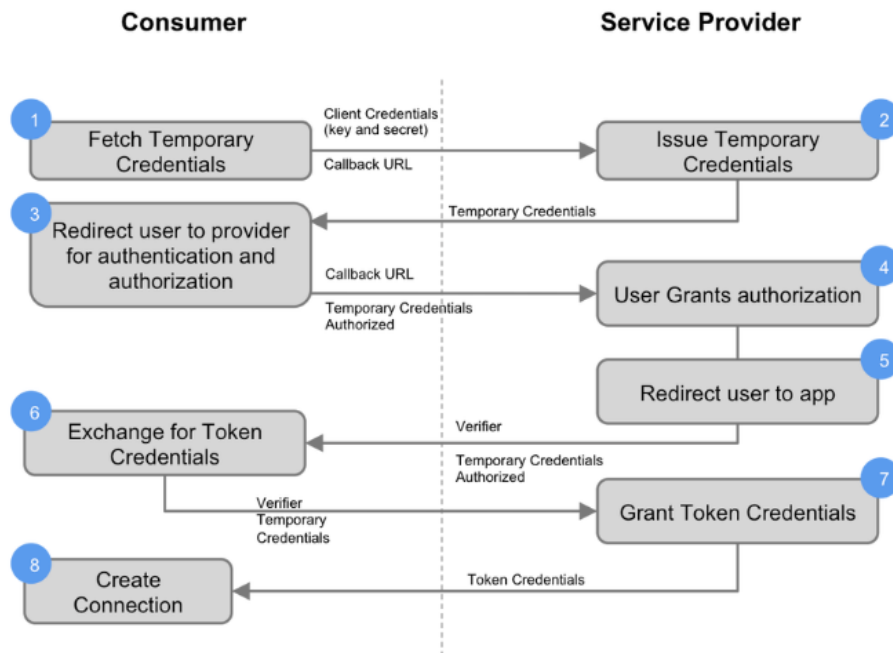 Consumer
Service Provider
1
Fetch Temporary
Credentials
Client Credentials
(key and secret)
Callback URL
2
Issue Temporary
Credentials
3
Redirect user to provider
for authentication and
authorization
Temporary Credentials
Callback URL
Temporary Credentials
Authorized
4
User Grants authorization
5
Redirect user to app
6
Exchange for Token
Credentials
Verifier
Temporary Credentials
Authorized
7
Grant Token Credentials
Verifier
Temporary
Credentials
8
Create
Connection
Token Credentials